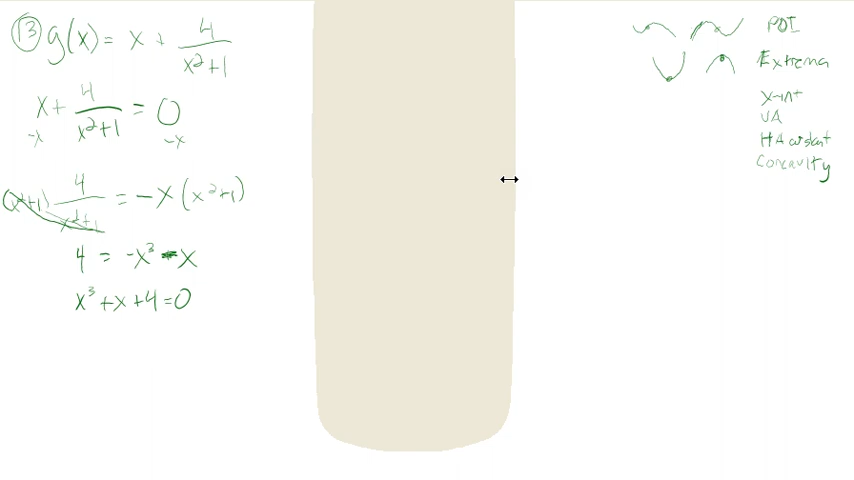 13 g(x) = x + 4/(x²+1)
x + 4/(x²+1) = 0
-x -x
(x²+1) 4/(x²+1) = -x (x²+1)
4 = -x³ - x
x³ + x + 4 = 0
POI
Extrema
x-int
VA
HA
Concavity